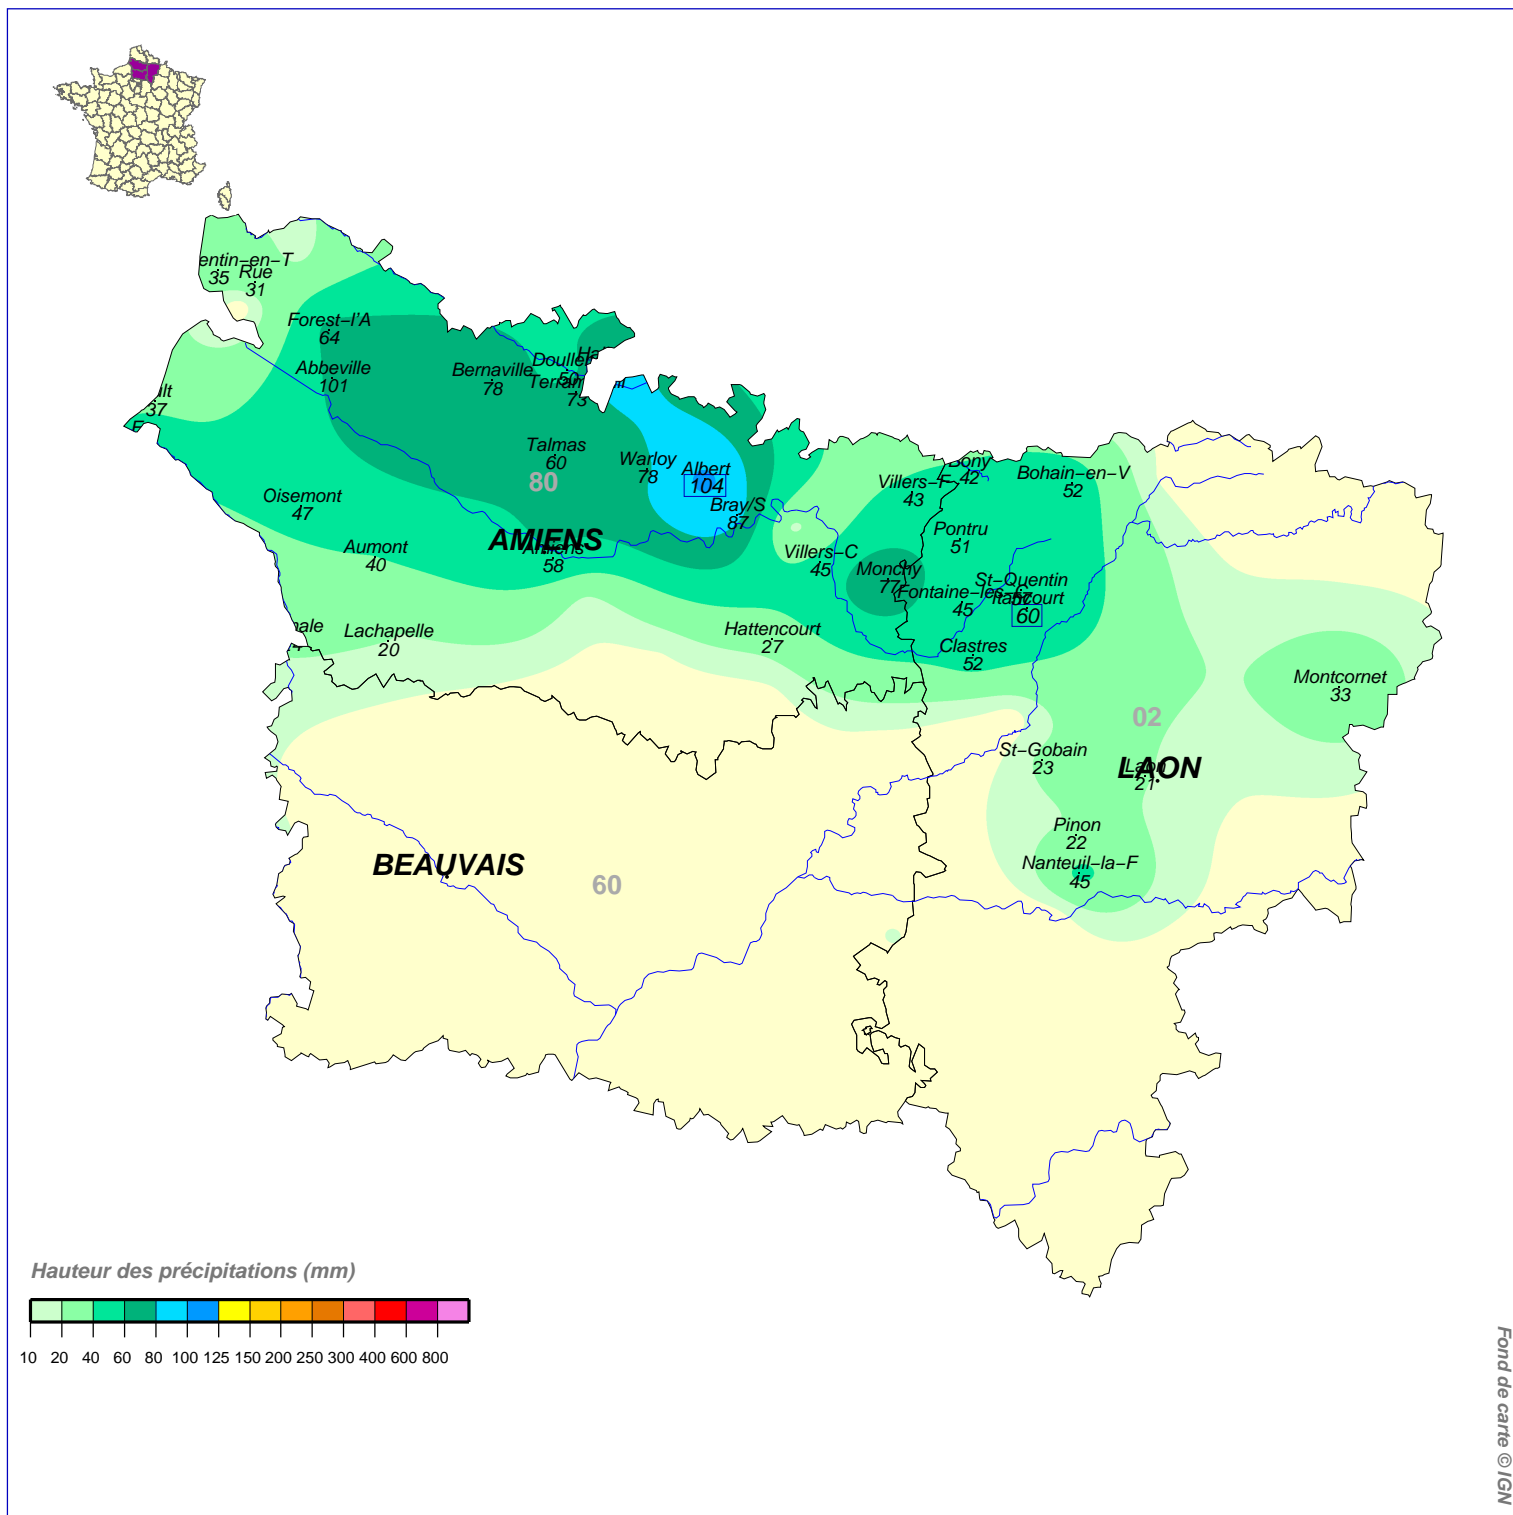 entin-en-T
35
Rue
31
Forest-l'A
64
Abbeville
101
Bernaville
78
50
73
37
Talmas
60
Warloy
78
Albert
104
80
Bray/S
87
Oisemont
47
AMIENS
Amiens
58
Aumont
40
Villers-F
43
Bony
42
Bohain-en-V
52
Pontru
51
Villers-C
45
Monchy
77
St-Quentin
57
Fontaine-les-C
45
60
Clastres
52
Lachapelle
20
Hattencourt
27
Montcornet
33
02
St-Gobain
23
LAON
Laon
21
Pinon
22
Nanteuil-la-F
45
BEAUVAIS
60
Hauteur des précipitations (mm)
10 20 40 60 80 100 125 150 200 250 300 400 600 800
Fond de carte © IGN